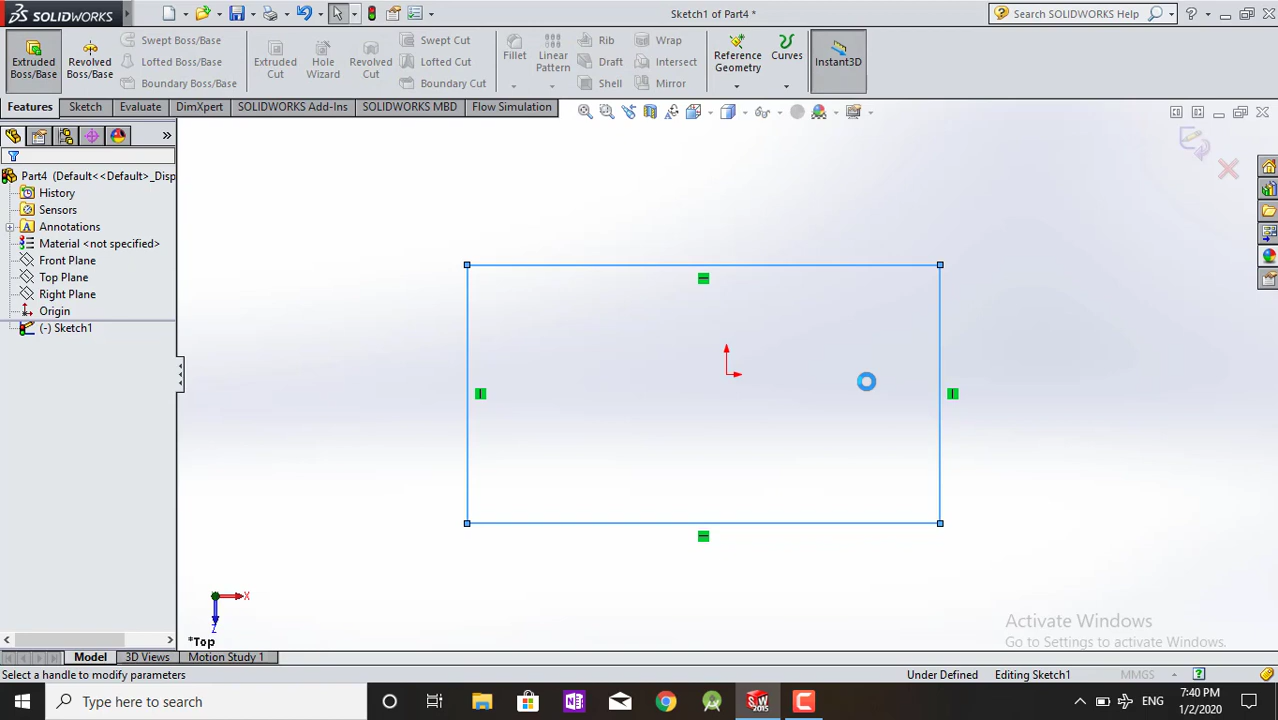 SOLIDWORKS
Sketch1 of Part4 *
Search SOLIDWORKS Help
Extruded Boss/Base
Revolved Boss/Base
Swept Boss/Base
Lofted Boss/Base
Boundary Boss/Base
Extruded Cut
Hole Wizard
Revolved Cut
Swept Cut
Lofted Cut
Boundary Cut
Fillet
Linear Pattern
Rib
Draft
Shell
Wrap
Intersect
Mirror
Reference Geometry
Curves
Instant3D
Features
Sketch
Evaluate
DimXpert
SOLIDWORKS Add-Ins
SOLIDWORKS MBD
Flow Simulation
Part4 (Default<<Default>_Disp
History
Sensors
A Annotations
Material <not specified>
Front Plane
Top Plane
Right Plane
Origin
(-) Sketch1
X
Z
*Top
Activate Windows
Go to Settings to activate Windows.
Model
3D Views
Motion Study 1
Select a handle to modify parameters
Under Defined
Editing Sketch1
MMGS
Type here to search
SW
2015
ENG
7:40 PM
1/2/2020